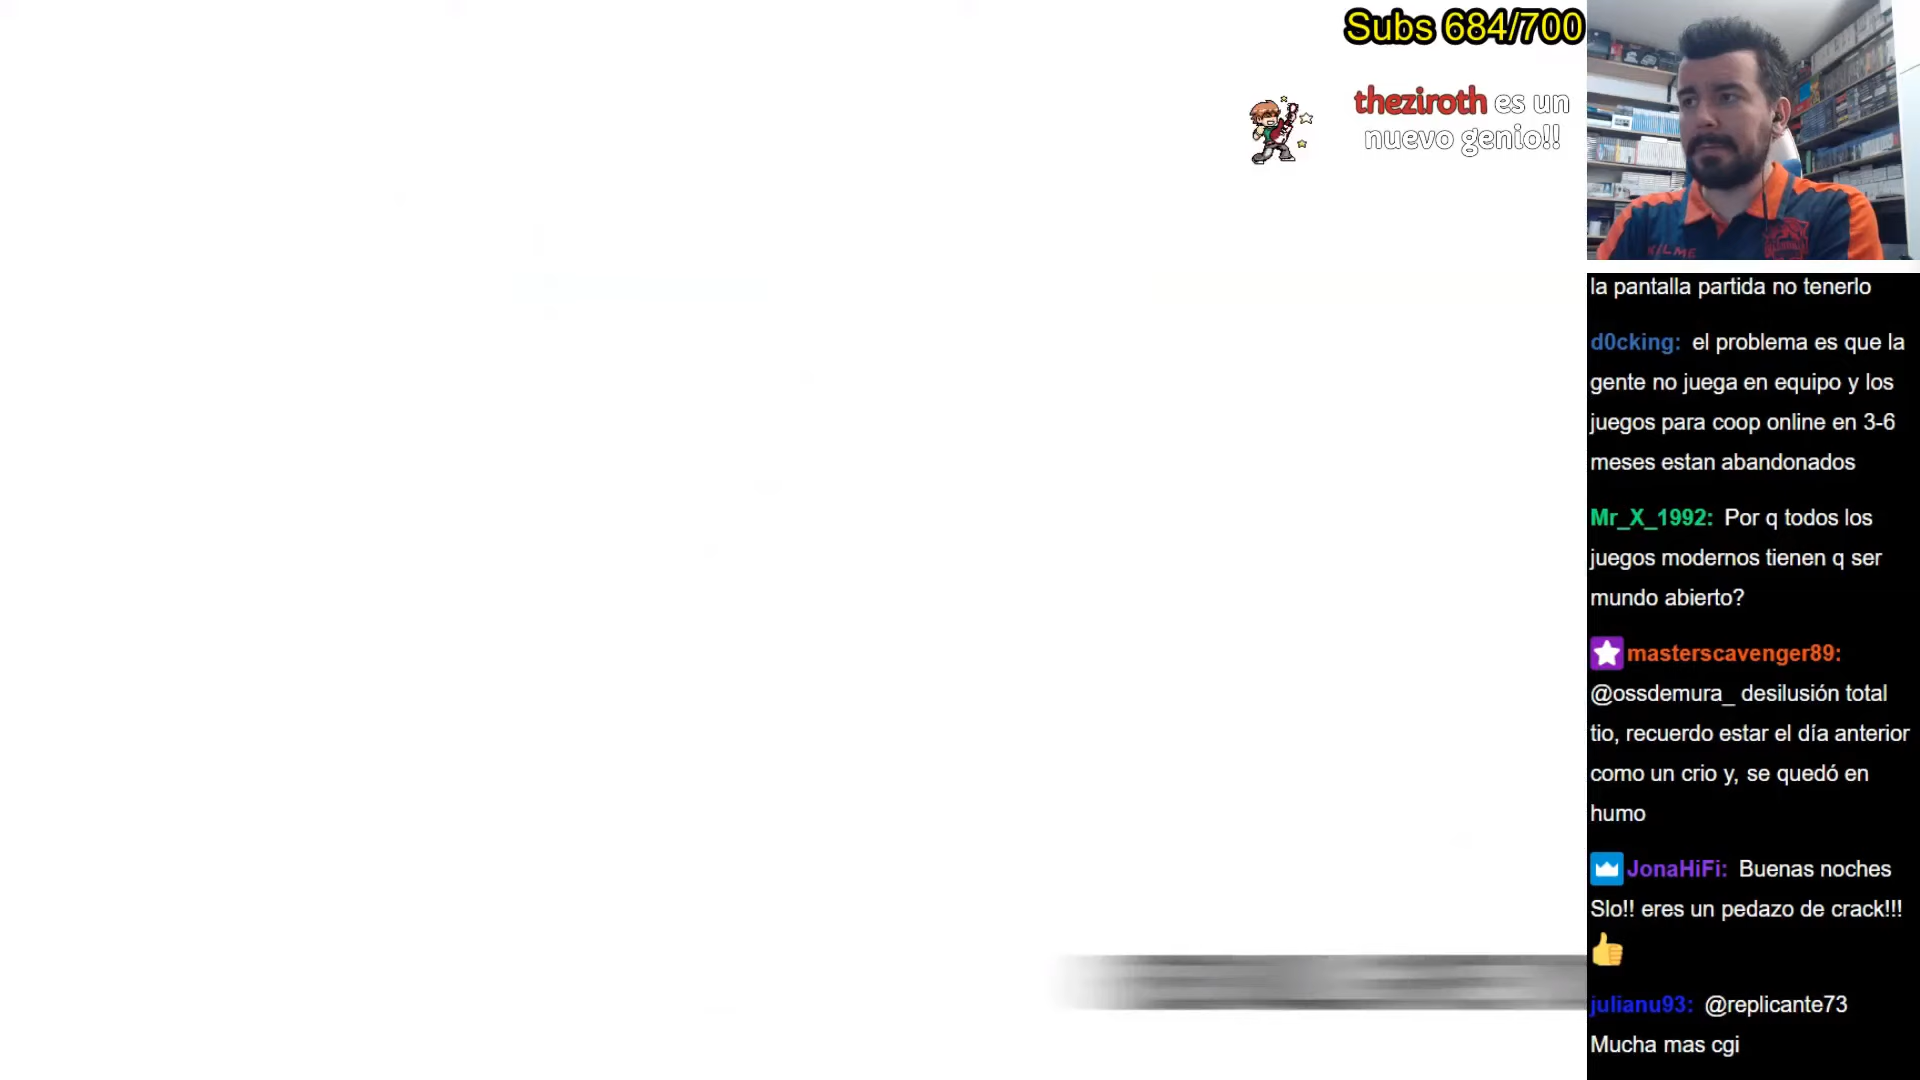 Subs 684/700
theziroth es un
nuevo genio!!
la pantalla partida no tenerlo
d0cking: el problema es que la
gente no juega en equipo y los
juegos para coop online en 3-6
meses estan abandonados
Mr_X_1992: Por q todos los
juegos modernos tienen q ser
mundo abierto?
masterscavenger89:
@ossdemura_ desilusión total
tio, recuerdo estar el día anterior
como un crio y, se quedó en
humo
JonaHiFi: Buenas noches
Slo!! eres un pedazo de crack!!!
julianu93: @replicante73
Mucha mas cgi